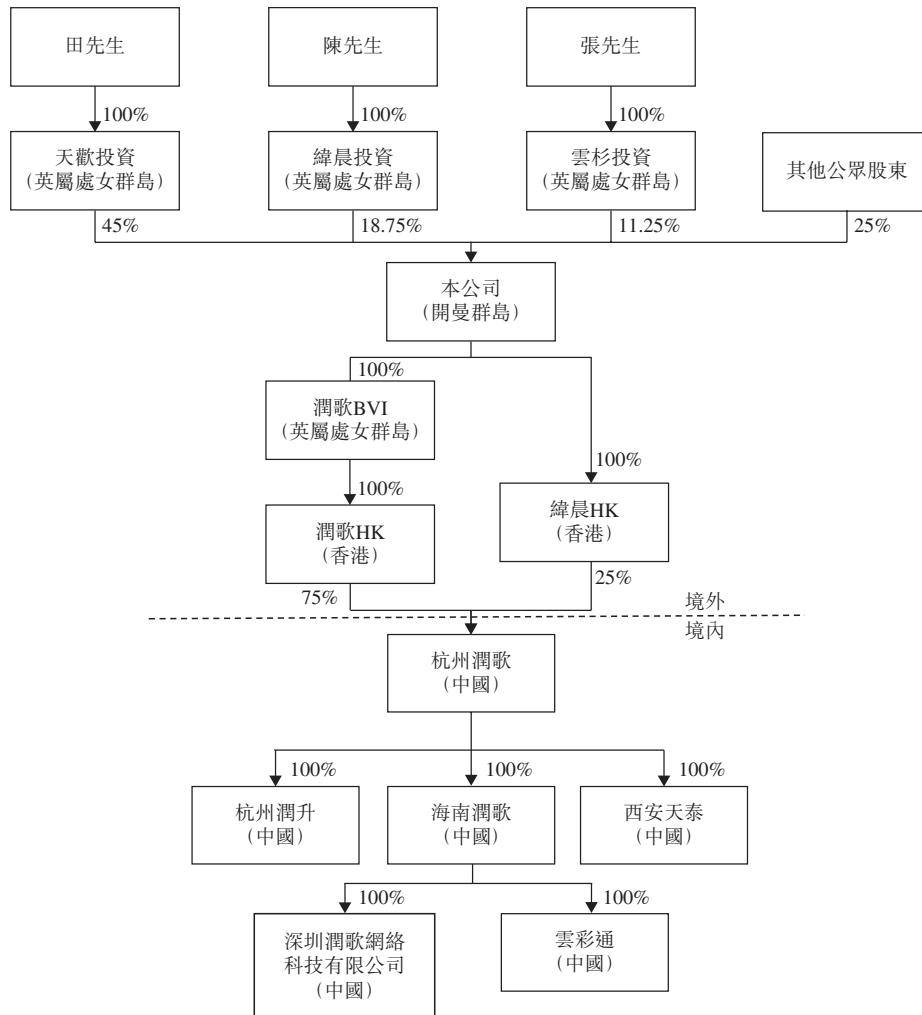 田先生
陳先生
張先生
100%
100%
100%
天歡投資
(英屬處女群島)
緯晨投資
(英屬處女群島)
雲杉投資
(英屬處女群島)
其他公眾股東
45%
18.75%
11.25%
25%
本公司
(開曼群島)
100%
潤歌BVI
(英屬處女群島)
100%
100%
潤歌HK
(香港)
緯晨HK
(香港)
75%
25%
境外
境內
杭州潤歌
(中國)
100%
100%
100%
杭州潤升
(中國)
海南潤歌
(中國)
西安天泰
(中國)
100%
100%
深圳潤歌網絡
科技有限公司
(中國)
雲彩通
(中國)